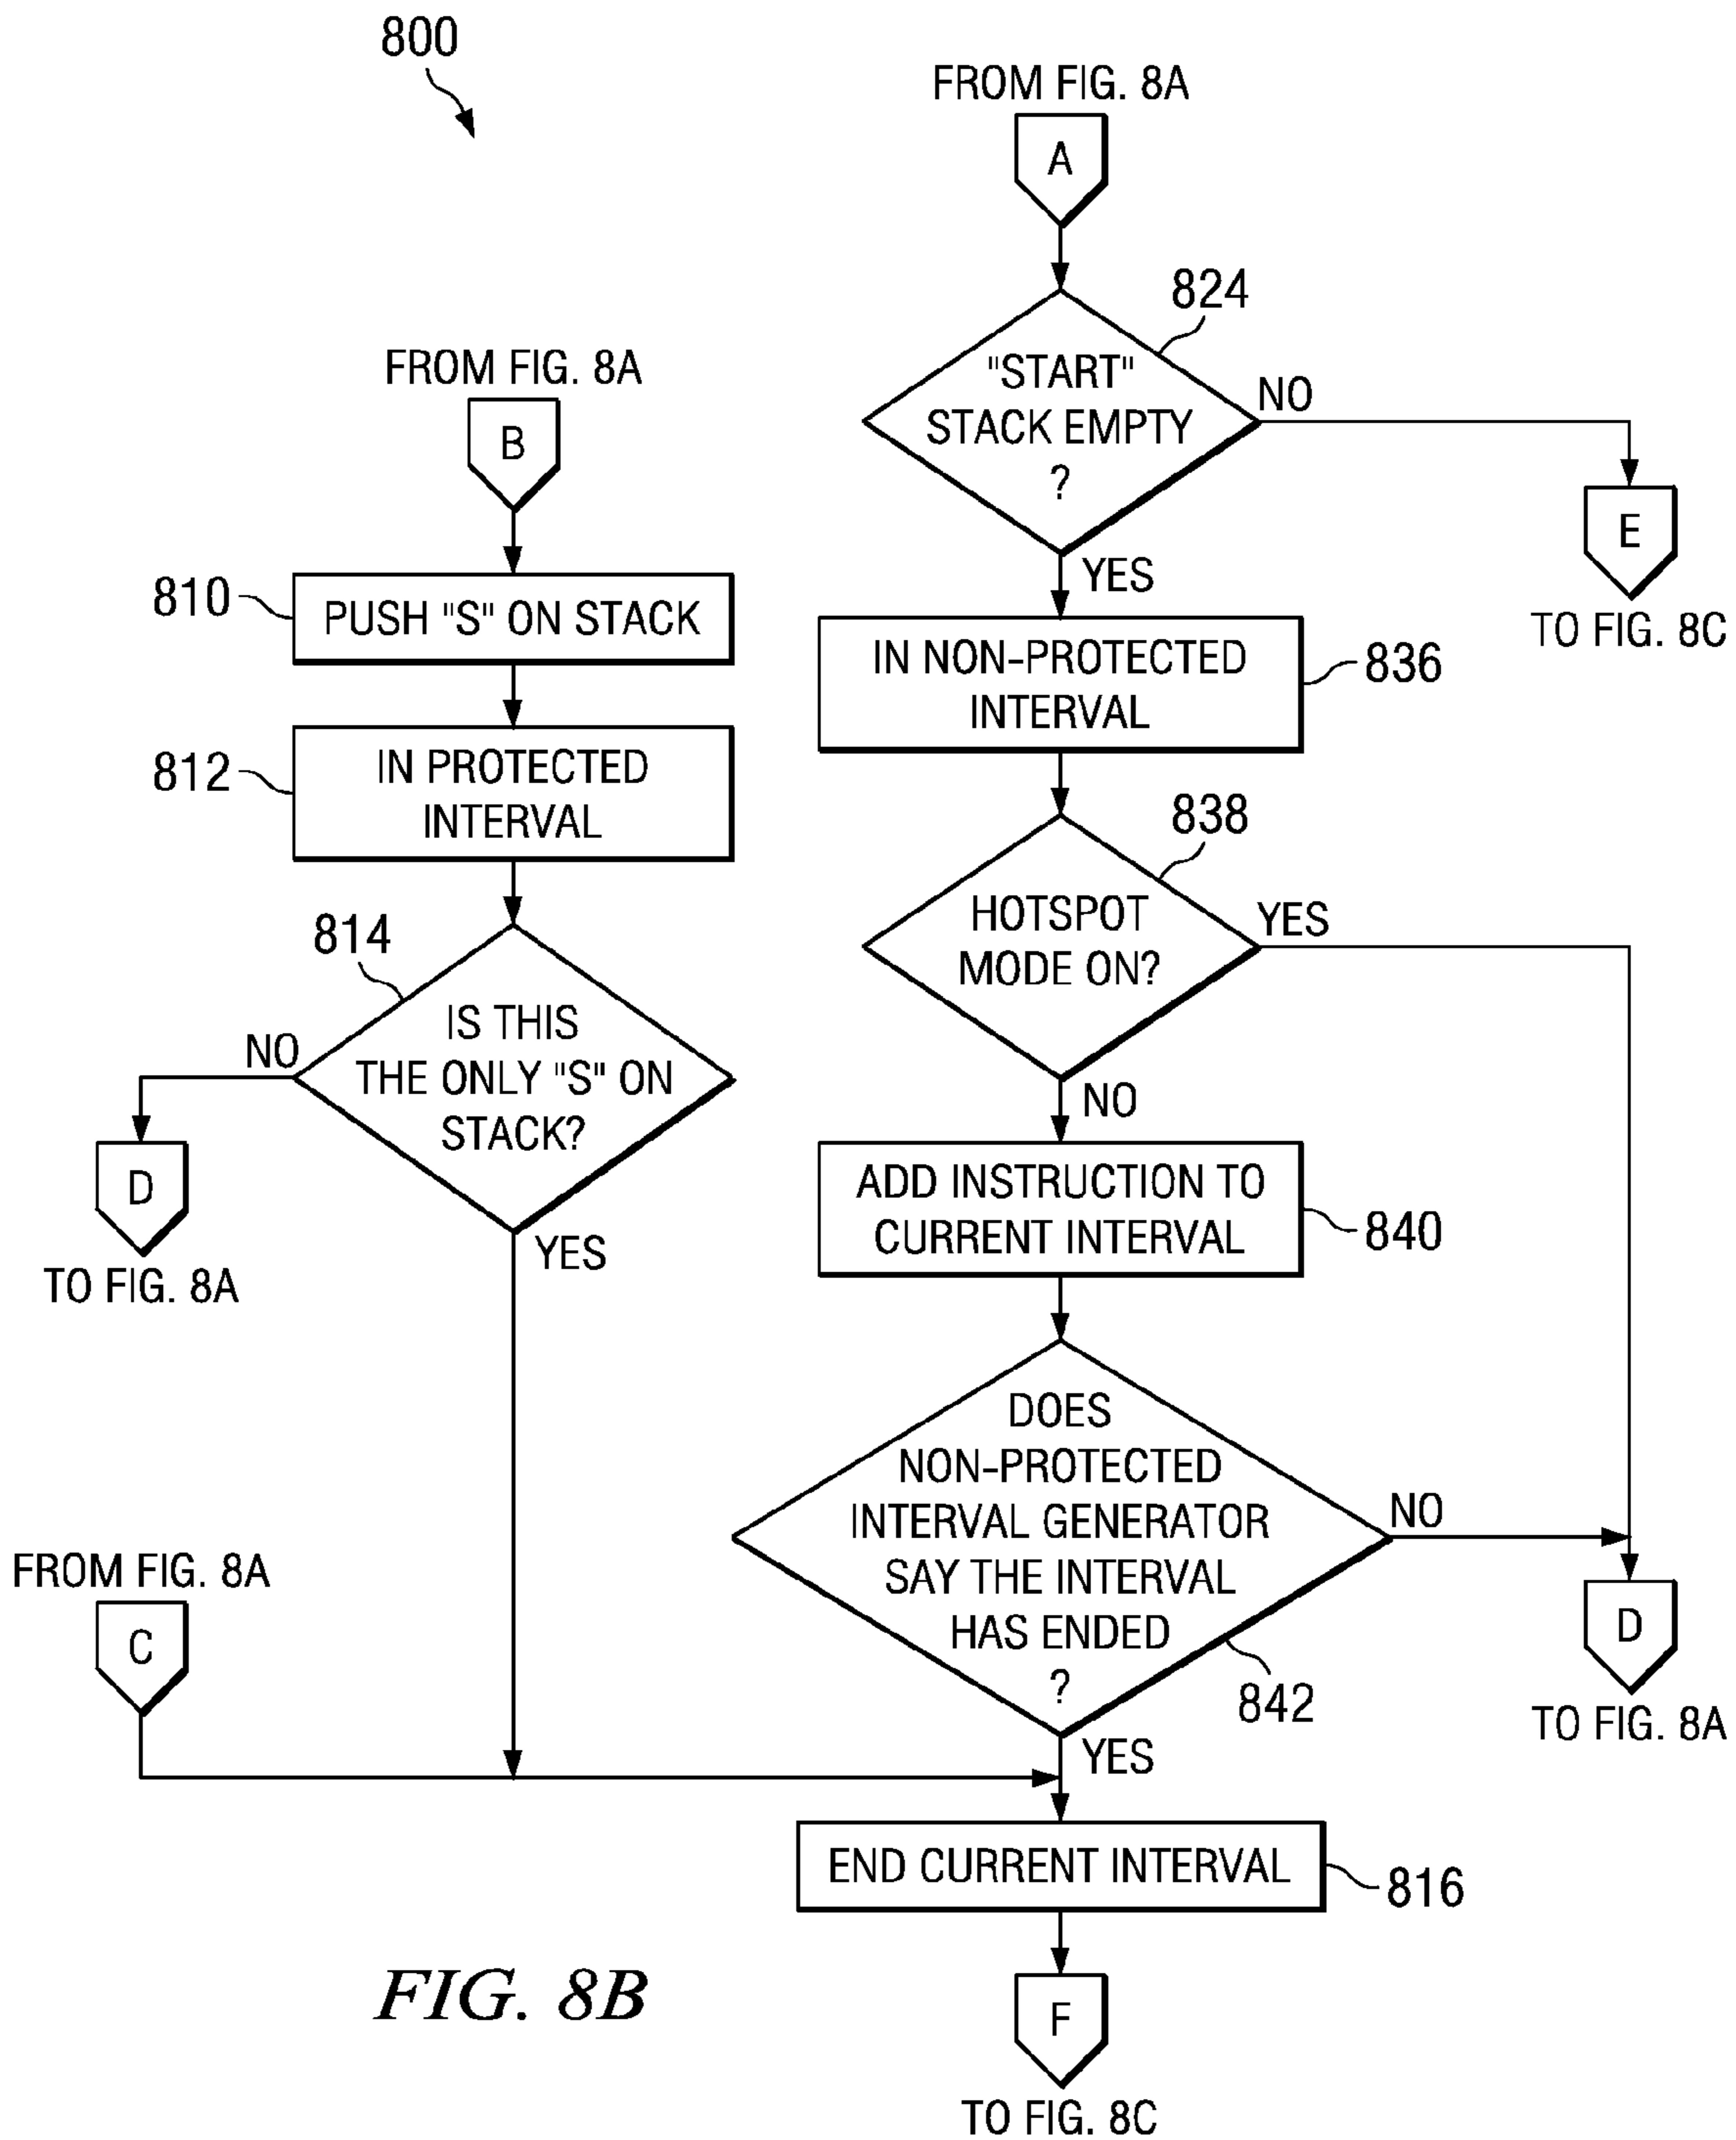 800
FROM FIG. 8A
A
824
"START"
STACK EMPTY
?
NO
E
TO FIG. 8C
YES
FROM FIG. 8A
B
810
PUSH "S" ON STACK
812
IN PROTECTED
INTERVAL
814
IS THIS
THE ONLY "S" ON
STACK?
NO
D
TO FIG. 8A
YES
IN NON-PROTECTED
INTERVAL
836
838
HOTSPOT
MODE ON?
YES
NO
ADD INSTRUCTION TO
CURRENT INTERVAL
840
DOES
NON-PROTECTED
INTERVAL GENERATOR
SAY THE INTERVAL
HAS ENDED
?
842
NO
D
TO FIG. 8A
YES
FROM FIG. 8A
C
END CURRENT INTERVAL
816
F
TO FIG. 8C
FIG. 8B